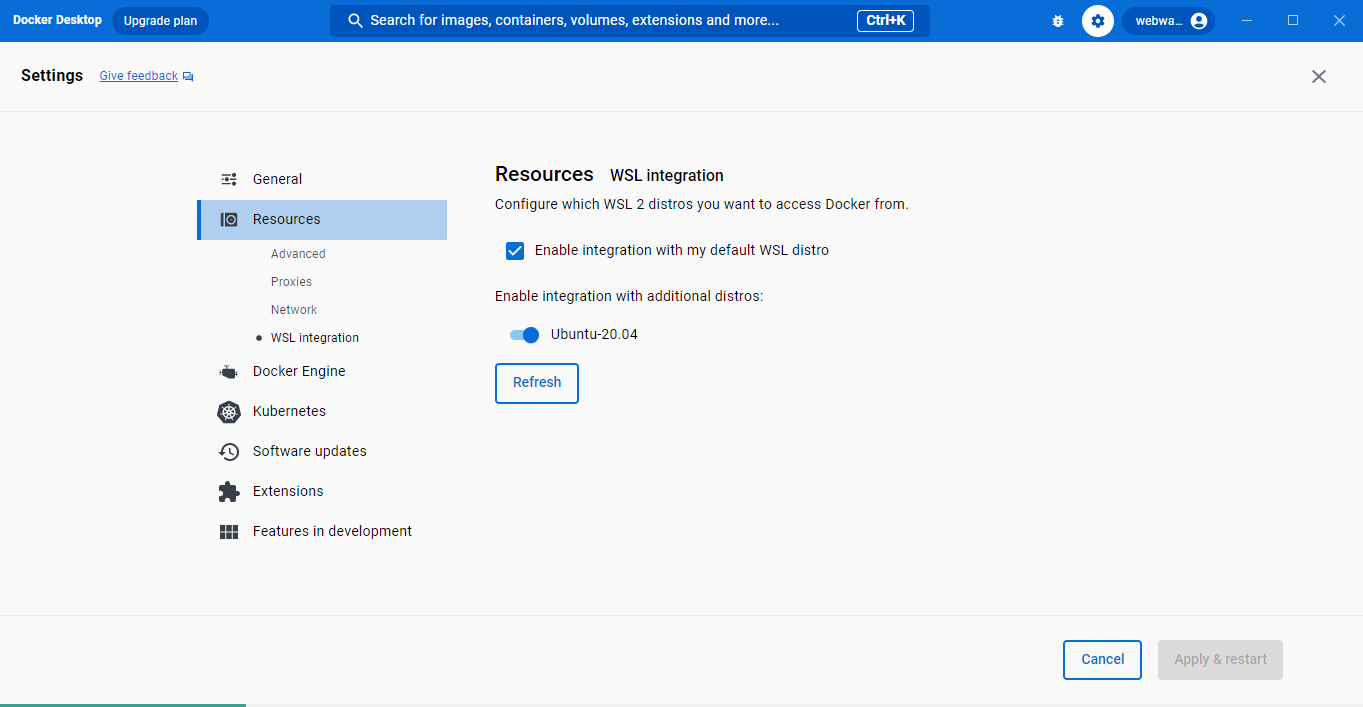 Docker Desktop Upgrade plan Search for images, containers, volumes, extensions and more... Ctrl+K webwa...
Settings Give feedback
General
Resources
Advanced
Proxies
Network
WSL integration
Docker Engine
Kubernetes
Software updates
Extensions
Features in development
Resources WSL integration
Configure which WSL 2 distros you want to access Docker from.
Enable integration with my default WSL distro
Enable integration with additional distros:
Ubuntu-20.04
Refresh
Cancel Apply & restart